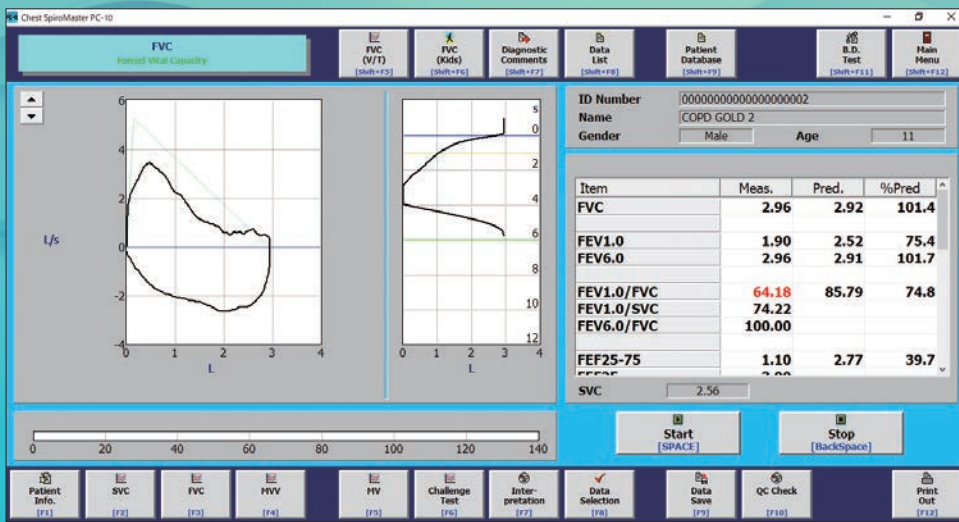 Chest SpiroMaster PC-10
FVC
Forced Vital Capacity
FVC
(V/T)
[Shift+F5]
FVC
(Kids)
[Shift+F6]
Diagnostic
Comments
[Shift+F7]
Data
List
[Shift+F8]
Patient
Database
[Shift+F9]
B.D.
Test
[Shift+F11]
Main
Menu
[Shift+F12]
6
4
2
0
-2
-4
L/s
0 1 2 3 4
L
s
0
2
4
6
8
10
12
0 1 2 3 4
L
ID Number 00000000000000000002
Name COPD GOLD 2
Gender Male Age 11
Item Meas. Pred. %Pred
FVC 2.96 2.92 101.4
FEV1.0 1.90 2.52 75.4
FEV6.0 2.96 2.91 101.7
FEV1.0/FVC 64.18 85.79 74.8
FEV1.0/SVC 74.22
FEV6.0/FVC 100.00
FEF25-75 1.10 2.77 39.7
SVC 2.56
0 20 40 60 80 100 120 140
Start
[SPACE]
Stop
[BackSpace]
Patient
Info.
[F1]
SVC
[F2]
FVC
[F3]
MVV
[F4]
MV
[F5]
Challenge
Test
[F6]
Inter-
pretation
[F7]
Data
Selection
[F8]
Data
Save
[F9]
QC Check
[F10]
Print
Out
[F12]